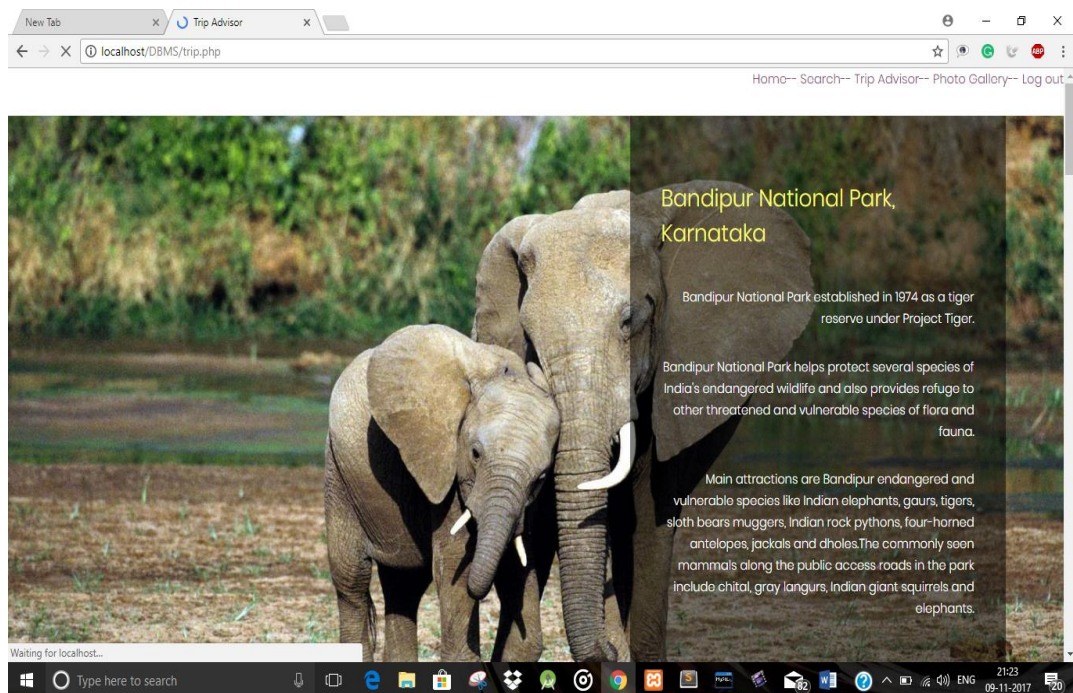 New Tab
Trip Advisor
localhost/DBMS/trip.php
ABP
Home-- Search-- Trip Advisor-- Photo Gallery-- Log out
Bandipur National Park,
Karnataka
Bandipur National Park established in 1974 as a tiger
reserve under Project Tiger.
Bandipur National Park helps protect several species of
India's endangered wildlife and also provides refuge to
other threatened and vulnerable species of flora and
fauna.
Main attractions are Bandipur endangered and
vulnerable species like Indian elephants, gaurs, tigers,
sloth bears muggers, Indian rock pythons, four-horned
antelopes, jackals and dholes.The commonly seen
mammals along the public access roads in the park
include chital, gray langurs, Indian giant squirrels and
elephants.
Waiting for localhost...
Type here to search
82
ENG
21:23
09-11-2017
20